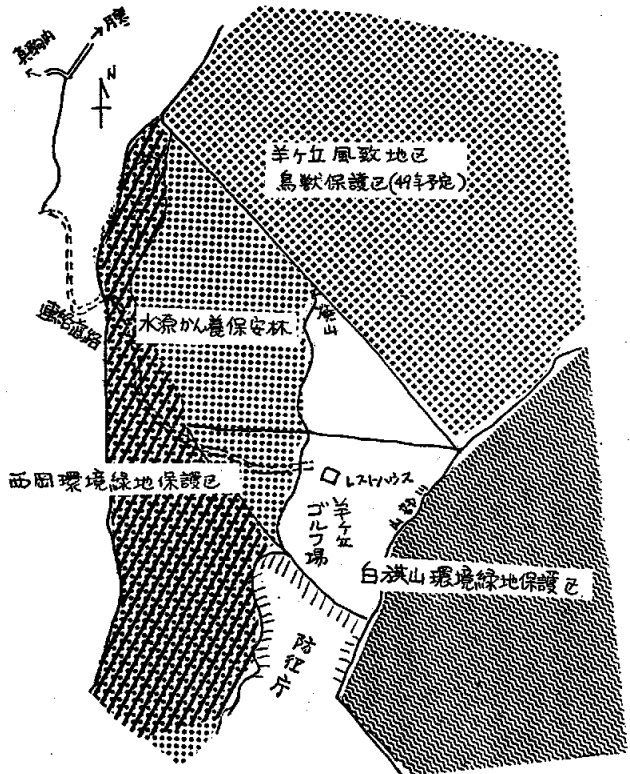 真駒内
月寒
N
羊ケ丘風致地区
鳥獣保護区(49年予定)
焼山
水源かん養保安林
連絡道路
西岡環境緑地保護区
レストハウス
羊ケ丘
ゴルフ場
白旗山環境緑地保護区
防衛庁